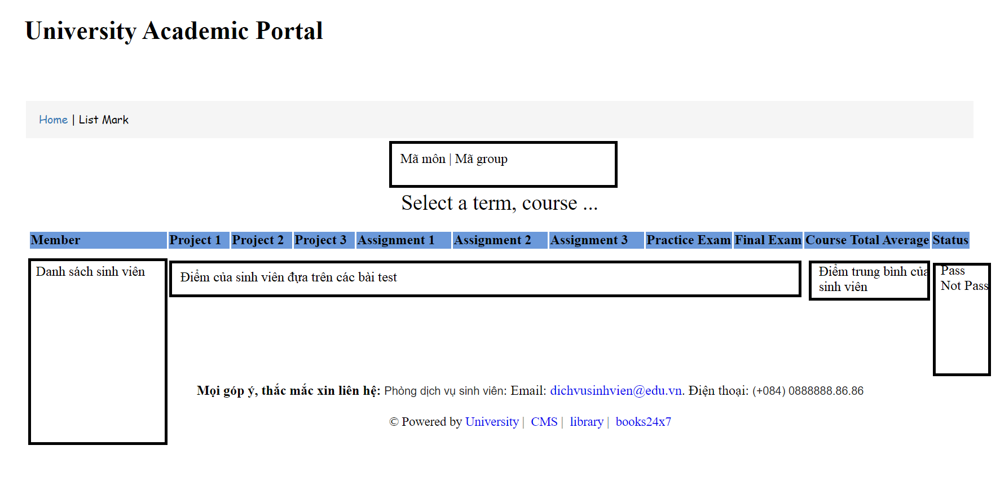 University Academic Portal
Home | List Mark
Mã môn | Mã group
Select a term, course ...
Member Project 1 Project 2 Project 3 Assignment 1 Assignment 2 Assignment 3 Practice Exam Final Exam Course Total Average Status
Danh sách sinh viên
Điểm của sinh viên đựa trên các bài test
Điểm trung bình của
sinh viên
Pass
Not Pass
Mọi góp ý, thắc mắc xin liên hệ: Phòng dịch vụ sinh viên: Email: dichvusinhvien@edu.vn. Điện thoại: (+084) 0888888.86.86
© Powered by University | CMS | library | books24x7